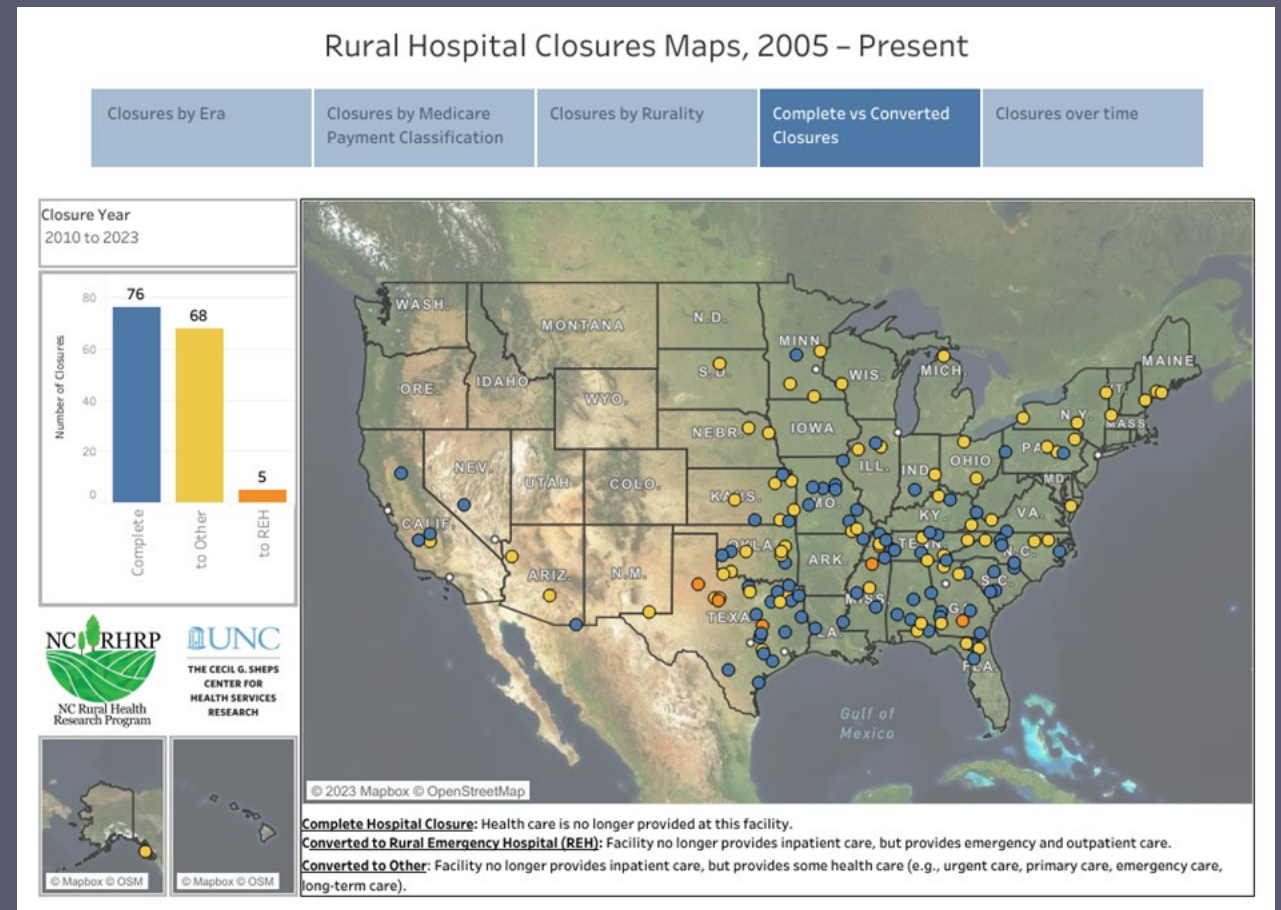 Rural Hospital Closures Maps, 2005 – Present
Closures by Era
Closures by Medicare
Payment Classification
Closures by Rurality
Complete vs Converted
Closures
Closures over time
Closure Year
2010 to 2023
Number of Closures
80
60
40
20
0
76
68
5
Complete
to Other
to REH
NC RHRP
NC Rural Health
Research Program
UNC
THE CECIL G. SHEPS
CENTER FOR
HEALTH SERVICES
RESEARCH
© Mapbox © OSM
© Mapbox © OSM
WASH.
MONTANA
N.D.
MINN.
MAINE
ORE.
IDAHO
S.D.
WIS.
MICH.
VT.
WYO.
N.Y.
MASS.
NEBR.
IOWA
PA.
NEV.
UTAH
COLO.
ILL.
IND.
OHIO
MD.
KANS.
MO.
KY.
VA.
CALIF.
OKLA.
TENN.
N.C.
ARIZ.
N.M.
ARK.
S.C.
TEXAS
MISS.
G
LA.
FLA.
Gulf of
Mexico
© 2023 Mapbox © OpenStreetMap
Complete Hospital Closure: Health care is no longer provided at this facility.
Converted to Rural Emergency Hospital (REH): Facility no longer provides inpatient care, but provides emergency and outpatient care.
Converted to Other: Facility no longer provides inpatient care, but provides some health care (e.g., urgent care, primary care, emergency care,
long-term care).